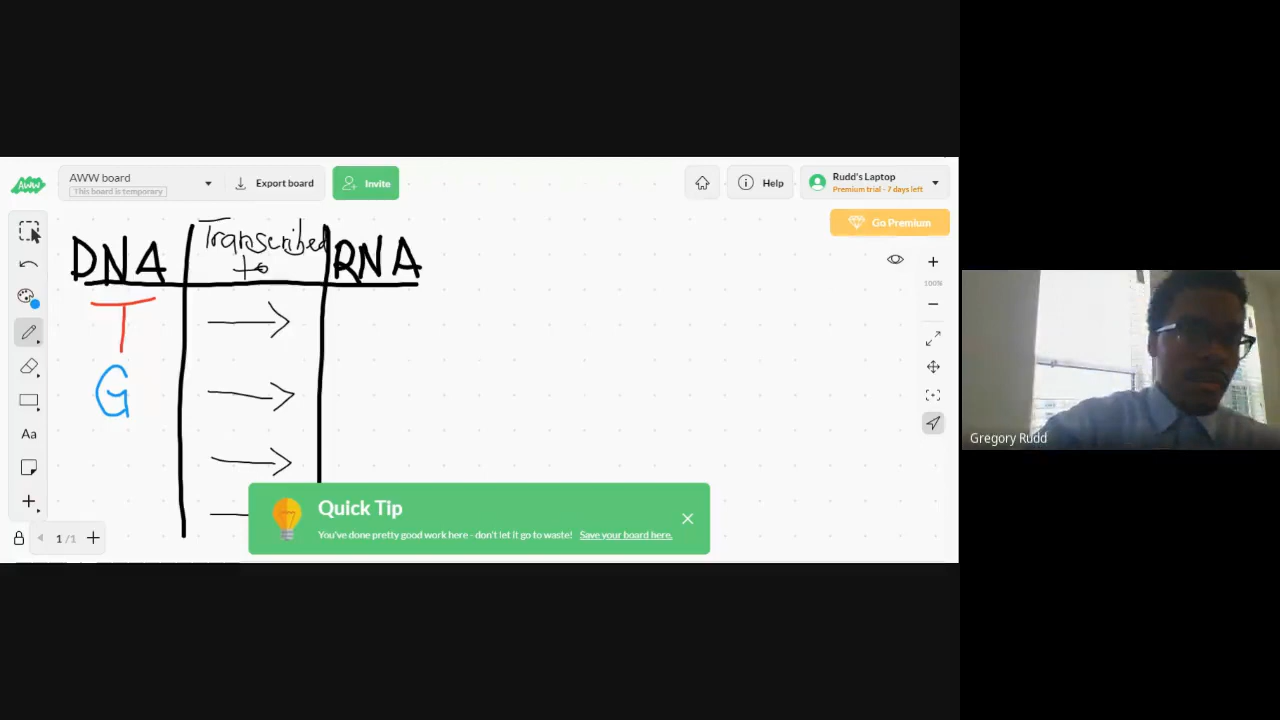 AWW
AWW board
This board is temporary
Export board
Invite
Help
Rudd's Laptop
Premium trial - 7 days left
Go Premium
DNA
Transcribed
to
RNA
100%
T
G
Aa
Gregory Rudd
Quick Tip
You've done pretty good work here - don't let it go to waste! Save your board here.
1 /1